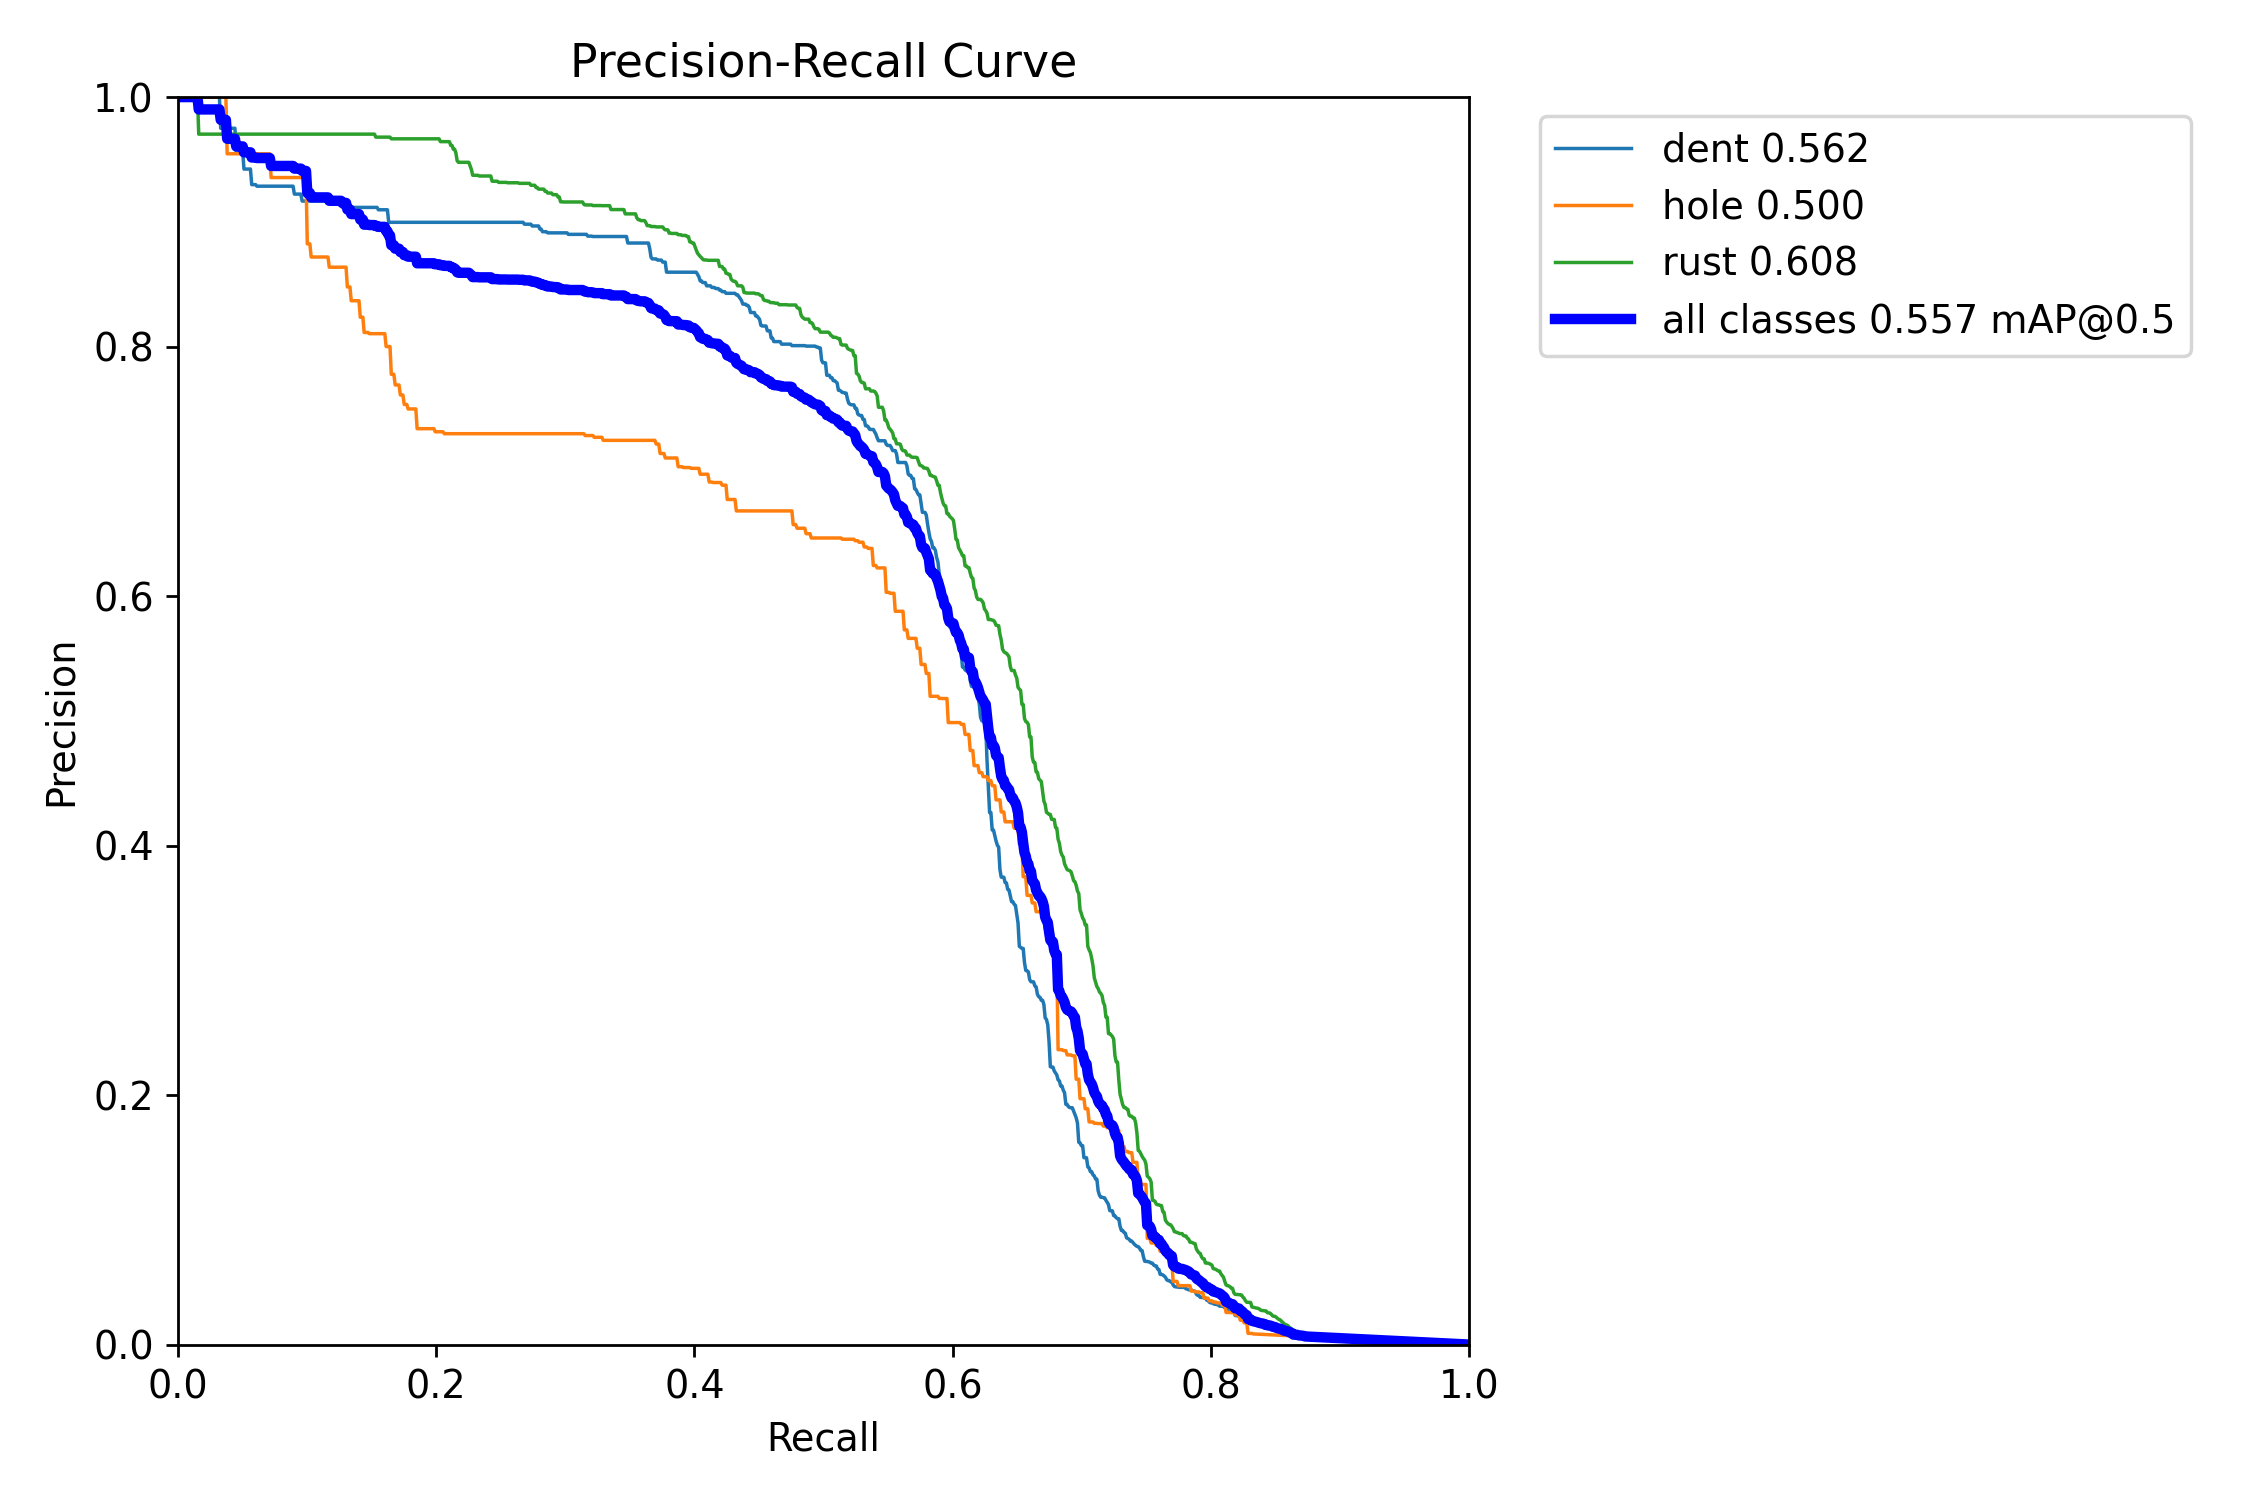 Precision-Recall Curve
1.0
0.8
0.6
0.4
0.2
0.0
Precision
0.0 0.2 0.4 0.6 0.8 1.0
Recall
dent 0.562
hole 0.500
rust 0.608
all classes 0.557 mAP@0.5